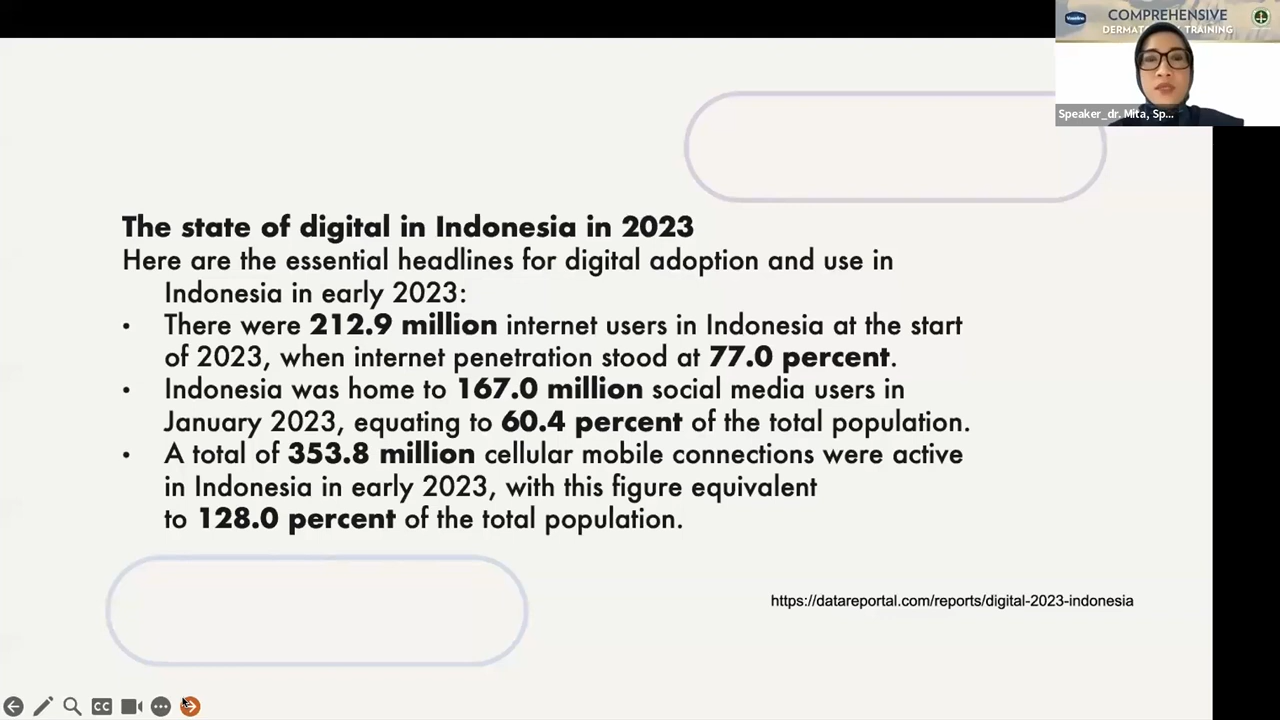 COMPREHENSIVE
Vaseline
Speaker_dr. Mita, Sp...
The state of digital in Indonesia in 2023
Here are the essential headlines for digital adoption and use in
Indonesia in early 2023:
• There were 212.9 million internet users in Indonesia at the start
of 2023, when internet penetration stood at 77.0 percent.
• Indonesia was home to 167.0 million social media users in
January 2023, equating to 60.4 percent of the total population.
• A total of 353.8 million cellular mobile connections were active
in Indonesia in early 2023, with this figure equivalent
to 128.0 percent of the total population.
https://datareportal.com/reports/digital-2023-indonesia
CC